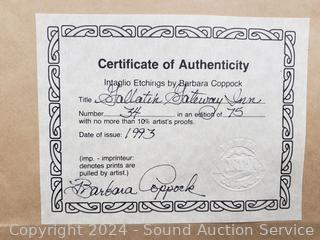 Certificate of Authenticity
Intaglio Etchings by Barbara Coppock
Title Gallatin Gateway Inn
Number 34 in an edition of 75
with no more than 10% artist's proofs.
Date of issue: 1993
(imp. - imprinteur:
denotes prints are
pulled by artist.)
Barbara Coppock
Copyright © 2024 - Sound Auction Service